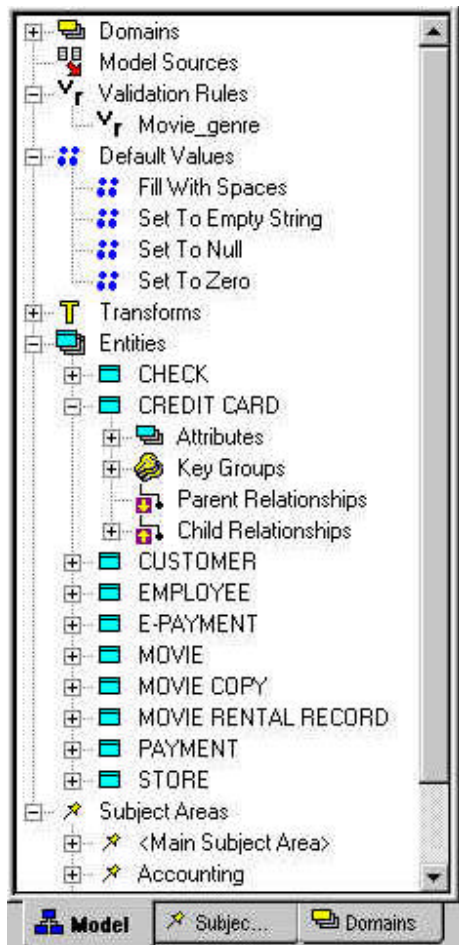 Domains
Model Sources
Validation Rules
Movie_genre
Default Values
Fill With Spaces
Set To Empty String
Set To Null
Set To Zero
Transforms
Entities
CHECK
CREDIT CARD
Attributes
Key Groups
Parent Relationships
Child Relationships
CUSTOMER
EMPLOYEE
E-PAYMENT
MOVIE
MOVIE COPY
MOVIE RENTAL RECORD
PAYMENT
STORE
Subject Areas
<Main Subject Area>
Accounting
Model Subjec... Domains